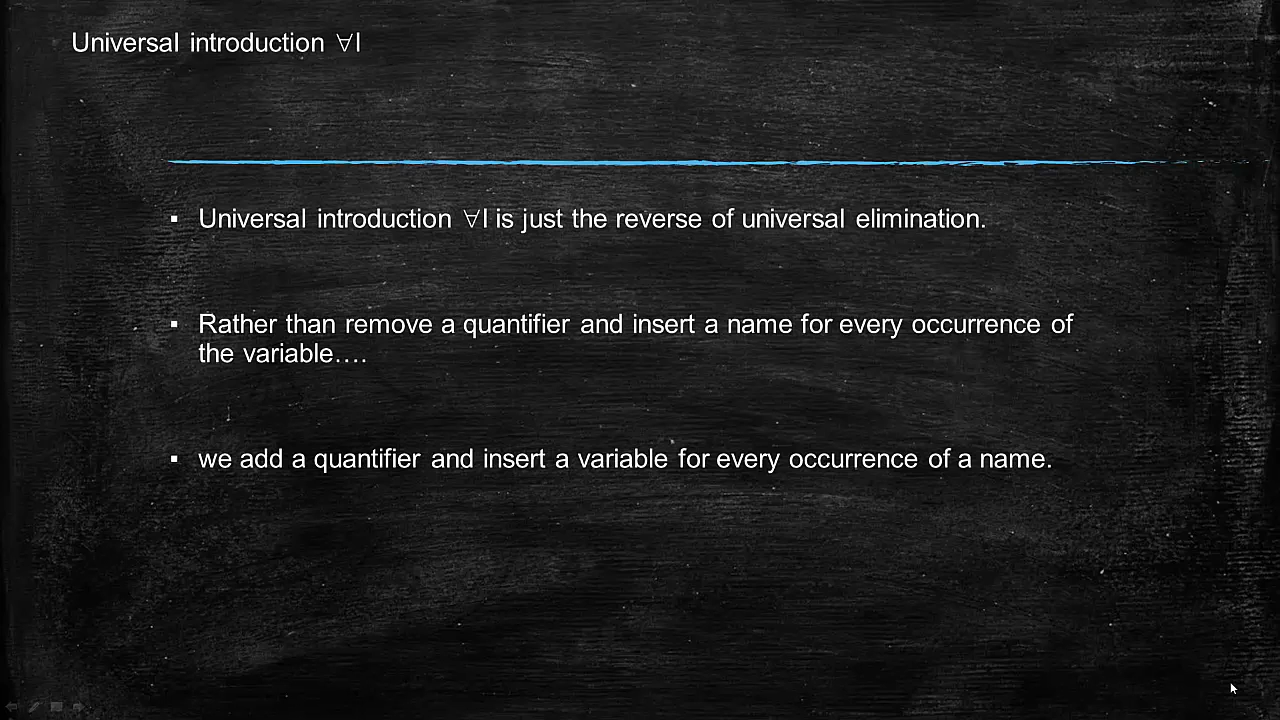 Universal introduction ∀I
▪ Universal introduction ∀I is just the reverse of universal elimination.
▪ Rather than remove a quantifier and insert a name for every occurrence of
the variable….
▪ we add a quantifier and insert a variable for every occurrence of a name.